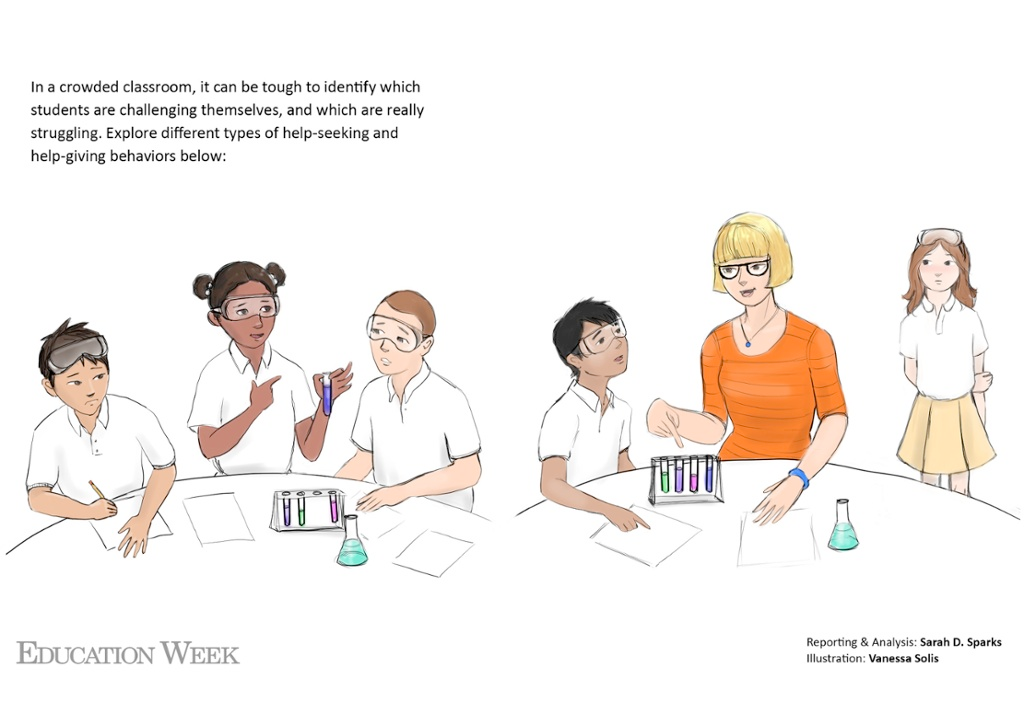 In a crowded classroom, it can be tough to identify which
students are challenging themselves, and which are really
struggling. Explore different types of help-seeking and
help-giving behaviors below:
EDUCATION WEEK
Reporting & Analysis: Sarah D. Sparks
Illustration: Vanessa Solis